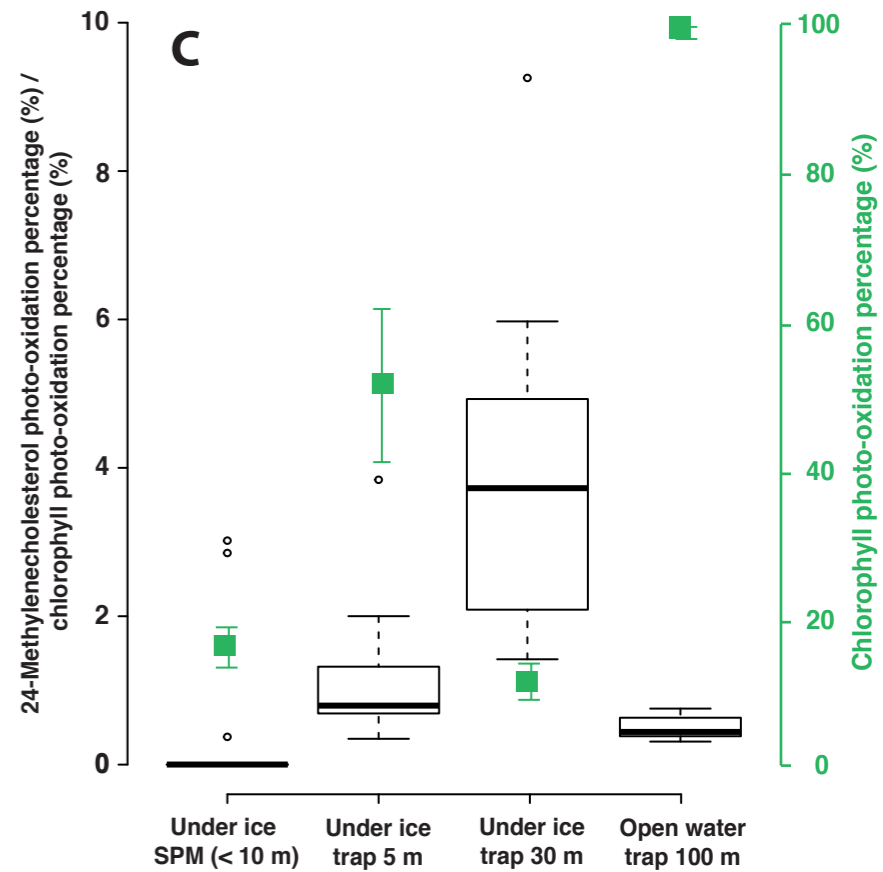 C
24-Methylenecholesterol photo-oxidation percentage (%) /
chlorophyll photo-oxidation percentage (%)
10
8
6
4
2
0
100
80
60
40
20
0
Chlorophyll photo-oxidation percentage (%)
Under ice
SPM (< 10 m)
Under ice
trap 5 m
Under ice
trap 30 m
Open water
trap 100 m